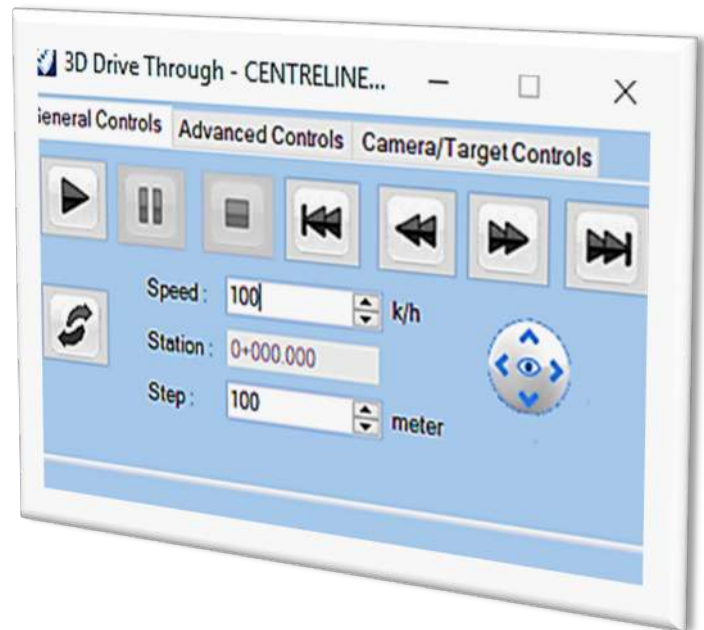 3D Drive Through - CENTRELINE...
General Controls Advanced Controls Camera/Target Controls
Speed : 100 k/h
Station : 0+000.000
Step : 100 meter